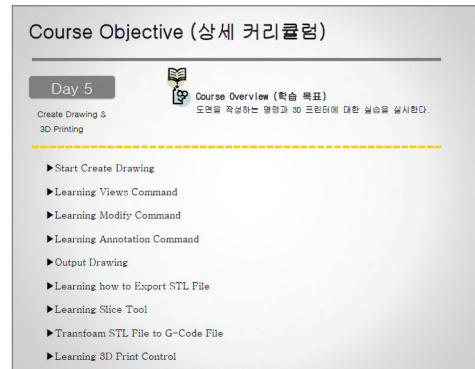 Course Objective (상세 커리큘럼)
Day 5
Create Drawing &
3D Printing
Course Overview (학습 목표)
도면을 작성하는 명령과 3D 프린터에 대한 실습을 실시한다.
▶Start Create Drawing
▶Learning Views Command
▶Learning Modify Command
▶Learning Annotation Command
▶Output Drawing
▶Learning how to Export STL File
▶Learning Slice Tool
▶Transfoam STL File to G-Code File
▶Learning 3D Print Control